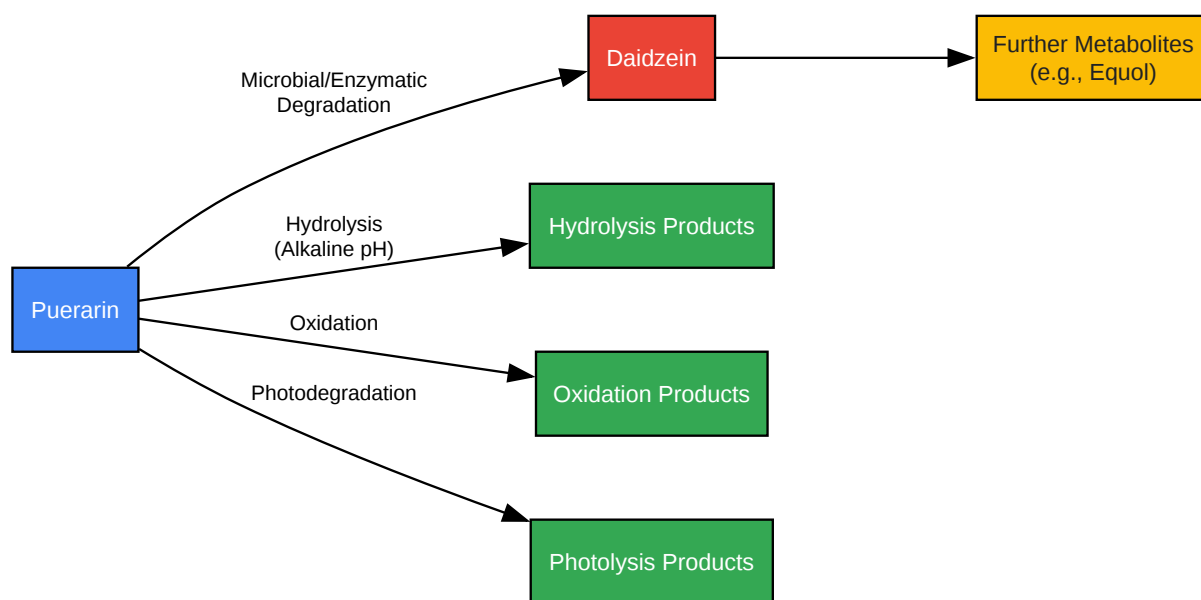 Puerarin
Microbial/Enzymatic
Degradation
Daidzein
Further Metabolites
(e.g., Equol)
Hydrolysis
(Alkaline pH)
Hydrolysis Products
Oxidation
Oxidation Products
Photodegradation
Photolysis Products